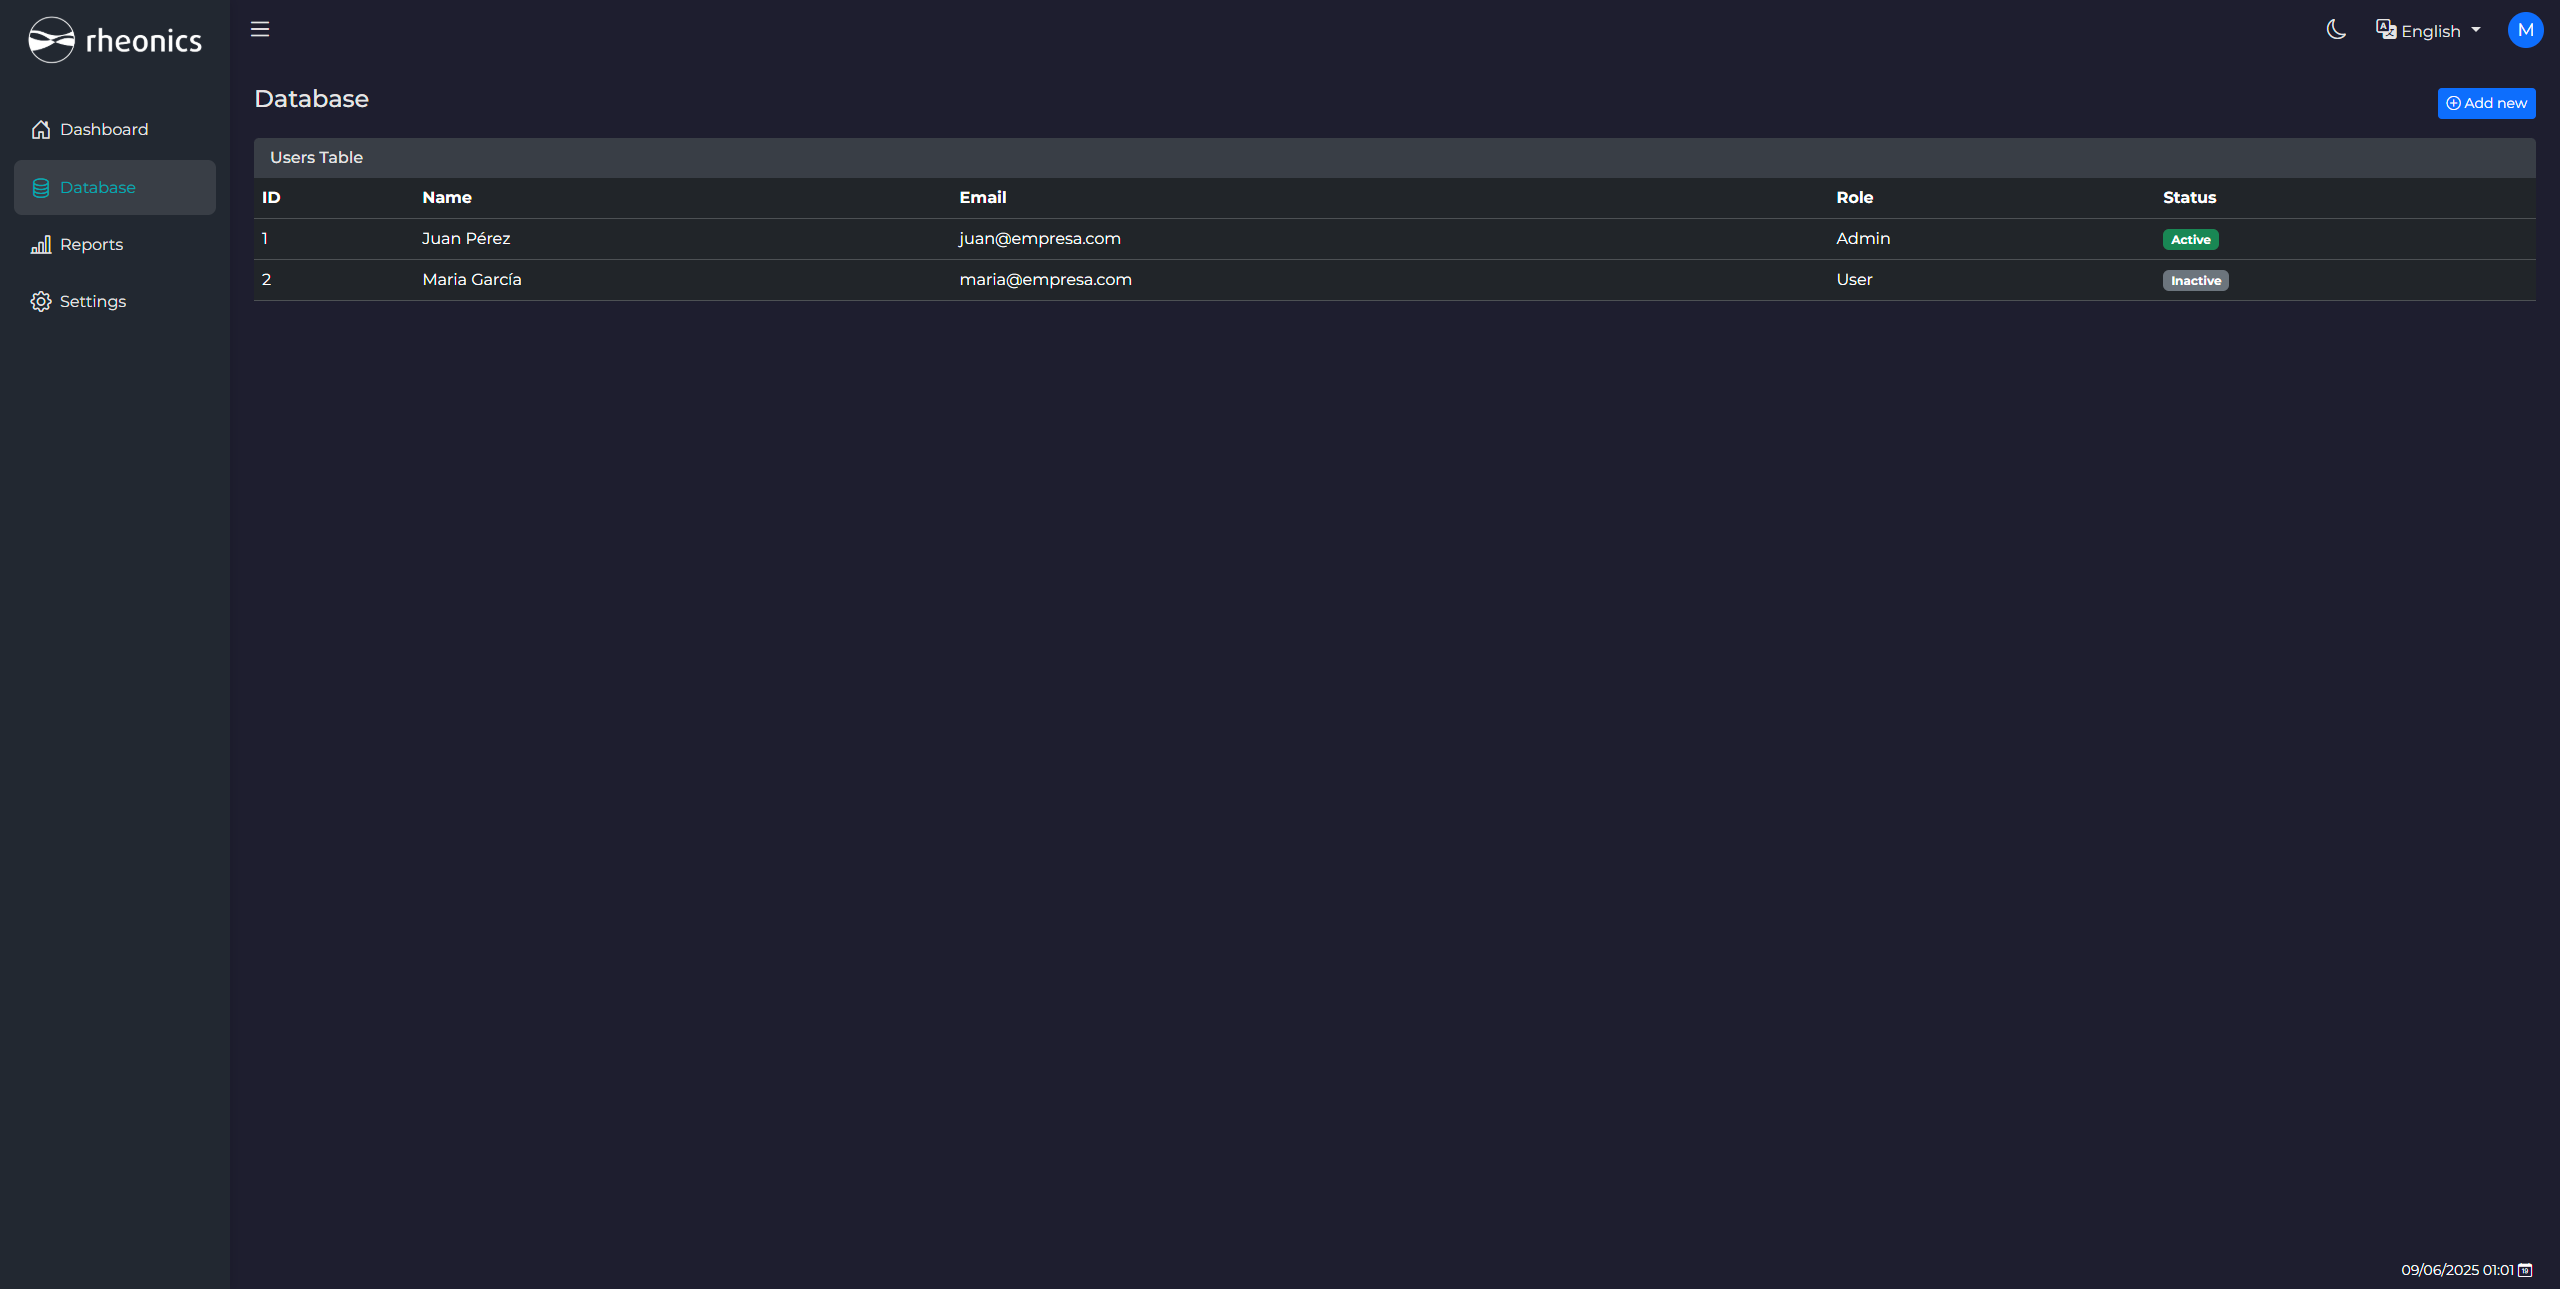 rheonics
English
M
Dashboard
Database
Reports
Settings
Database
Add new
Users Table
ID Name Email Role Status
1 Juan Pérez juan@empresa.com Admin Active
2 Maria García maria@empresa.com User Inactive
09/06/2025 01:01